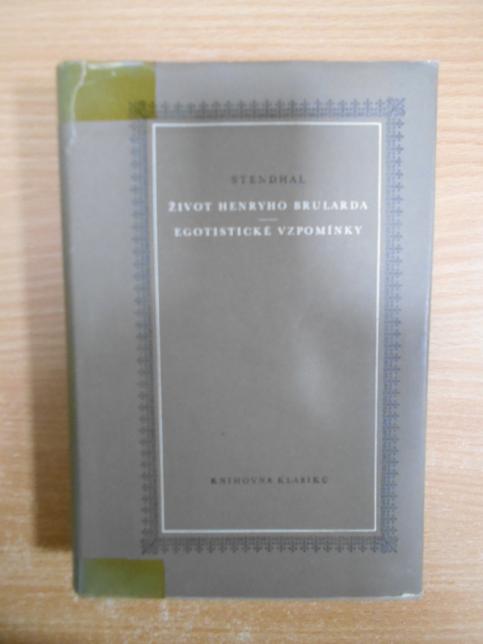 STENDHAL
ŽIVOT HENRYHO BRULARDA
EGOTISTICKÉ VZPOMÍNKY
KNIHOVNA KLASIKŮ